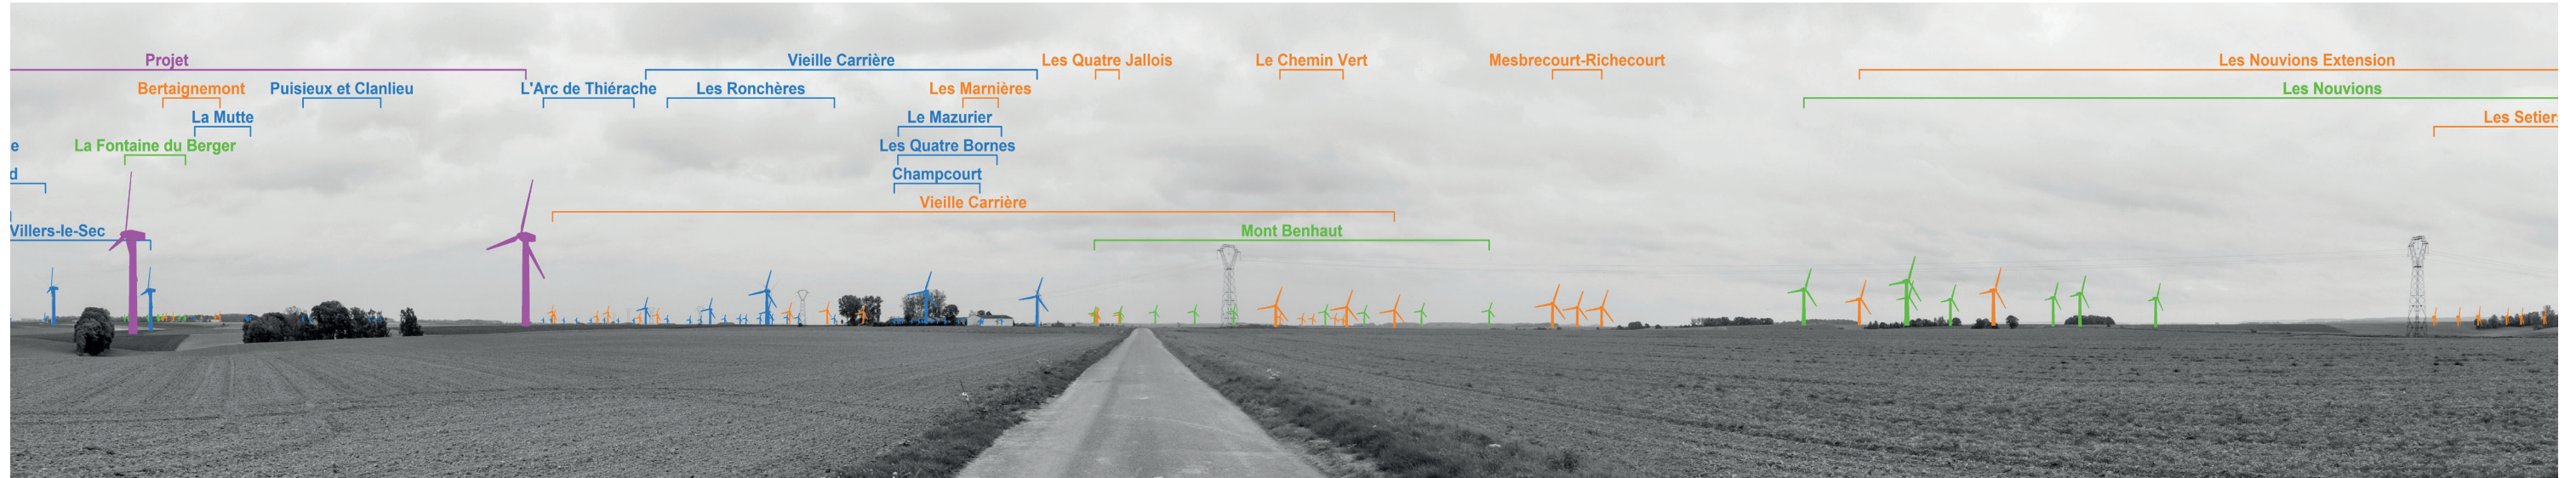 Projet
Vieille Carrière
Les Quatre Jallois
Le Chemin Vert
Mesbrecourt-Richecourt
Les Nouvions Extension
Bertaignemont
Puisieux et Clanlieu
L'Arc de Thiérache
Les Ronchères
Les Marnières
Les Nouvions
La Mutte
Le Mazurier
Les Setier
La Fontaine du Berger
e
Les Quatre Bornes
d
Champcourt
Vieille Carrière
Villers-le-Sec
Mont Benhaut